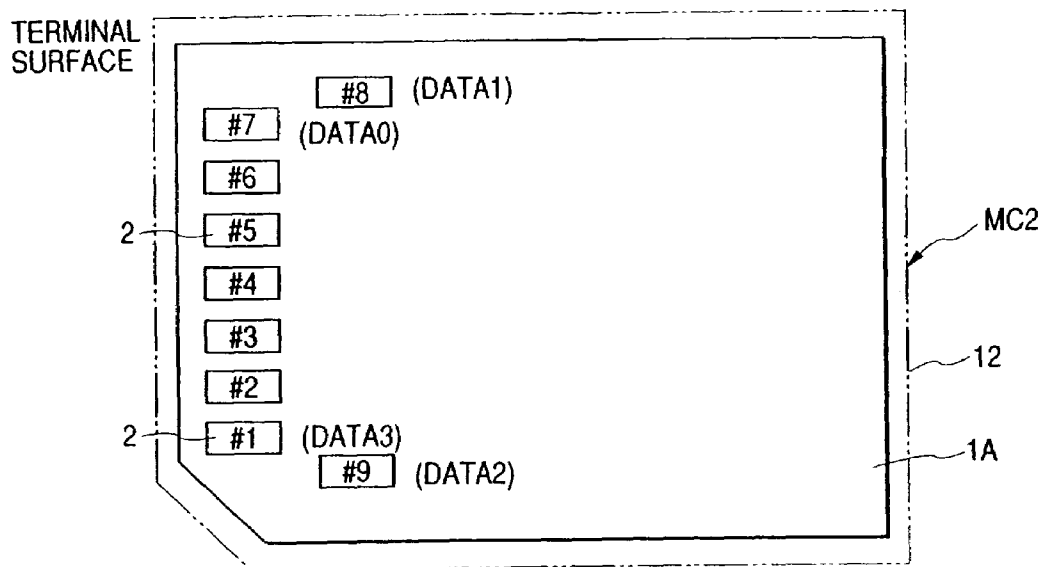 TERMINAL
SURFACE
#8 (DATA1)
#7 (DATA0)
#6
2 #5
MC2
#4
#3
12
#2
2 #1 (DATA3)
1A
#9 (DATA2)